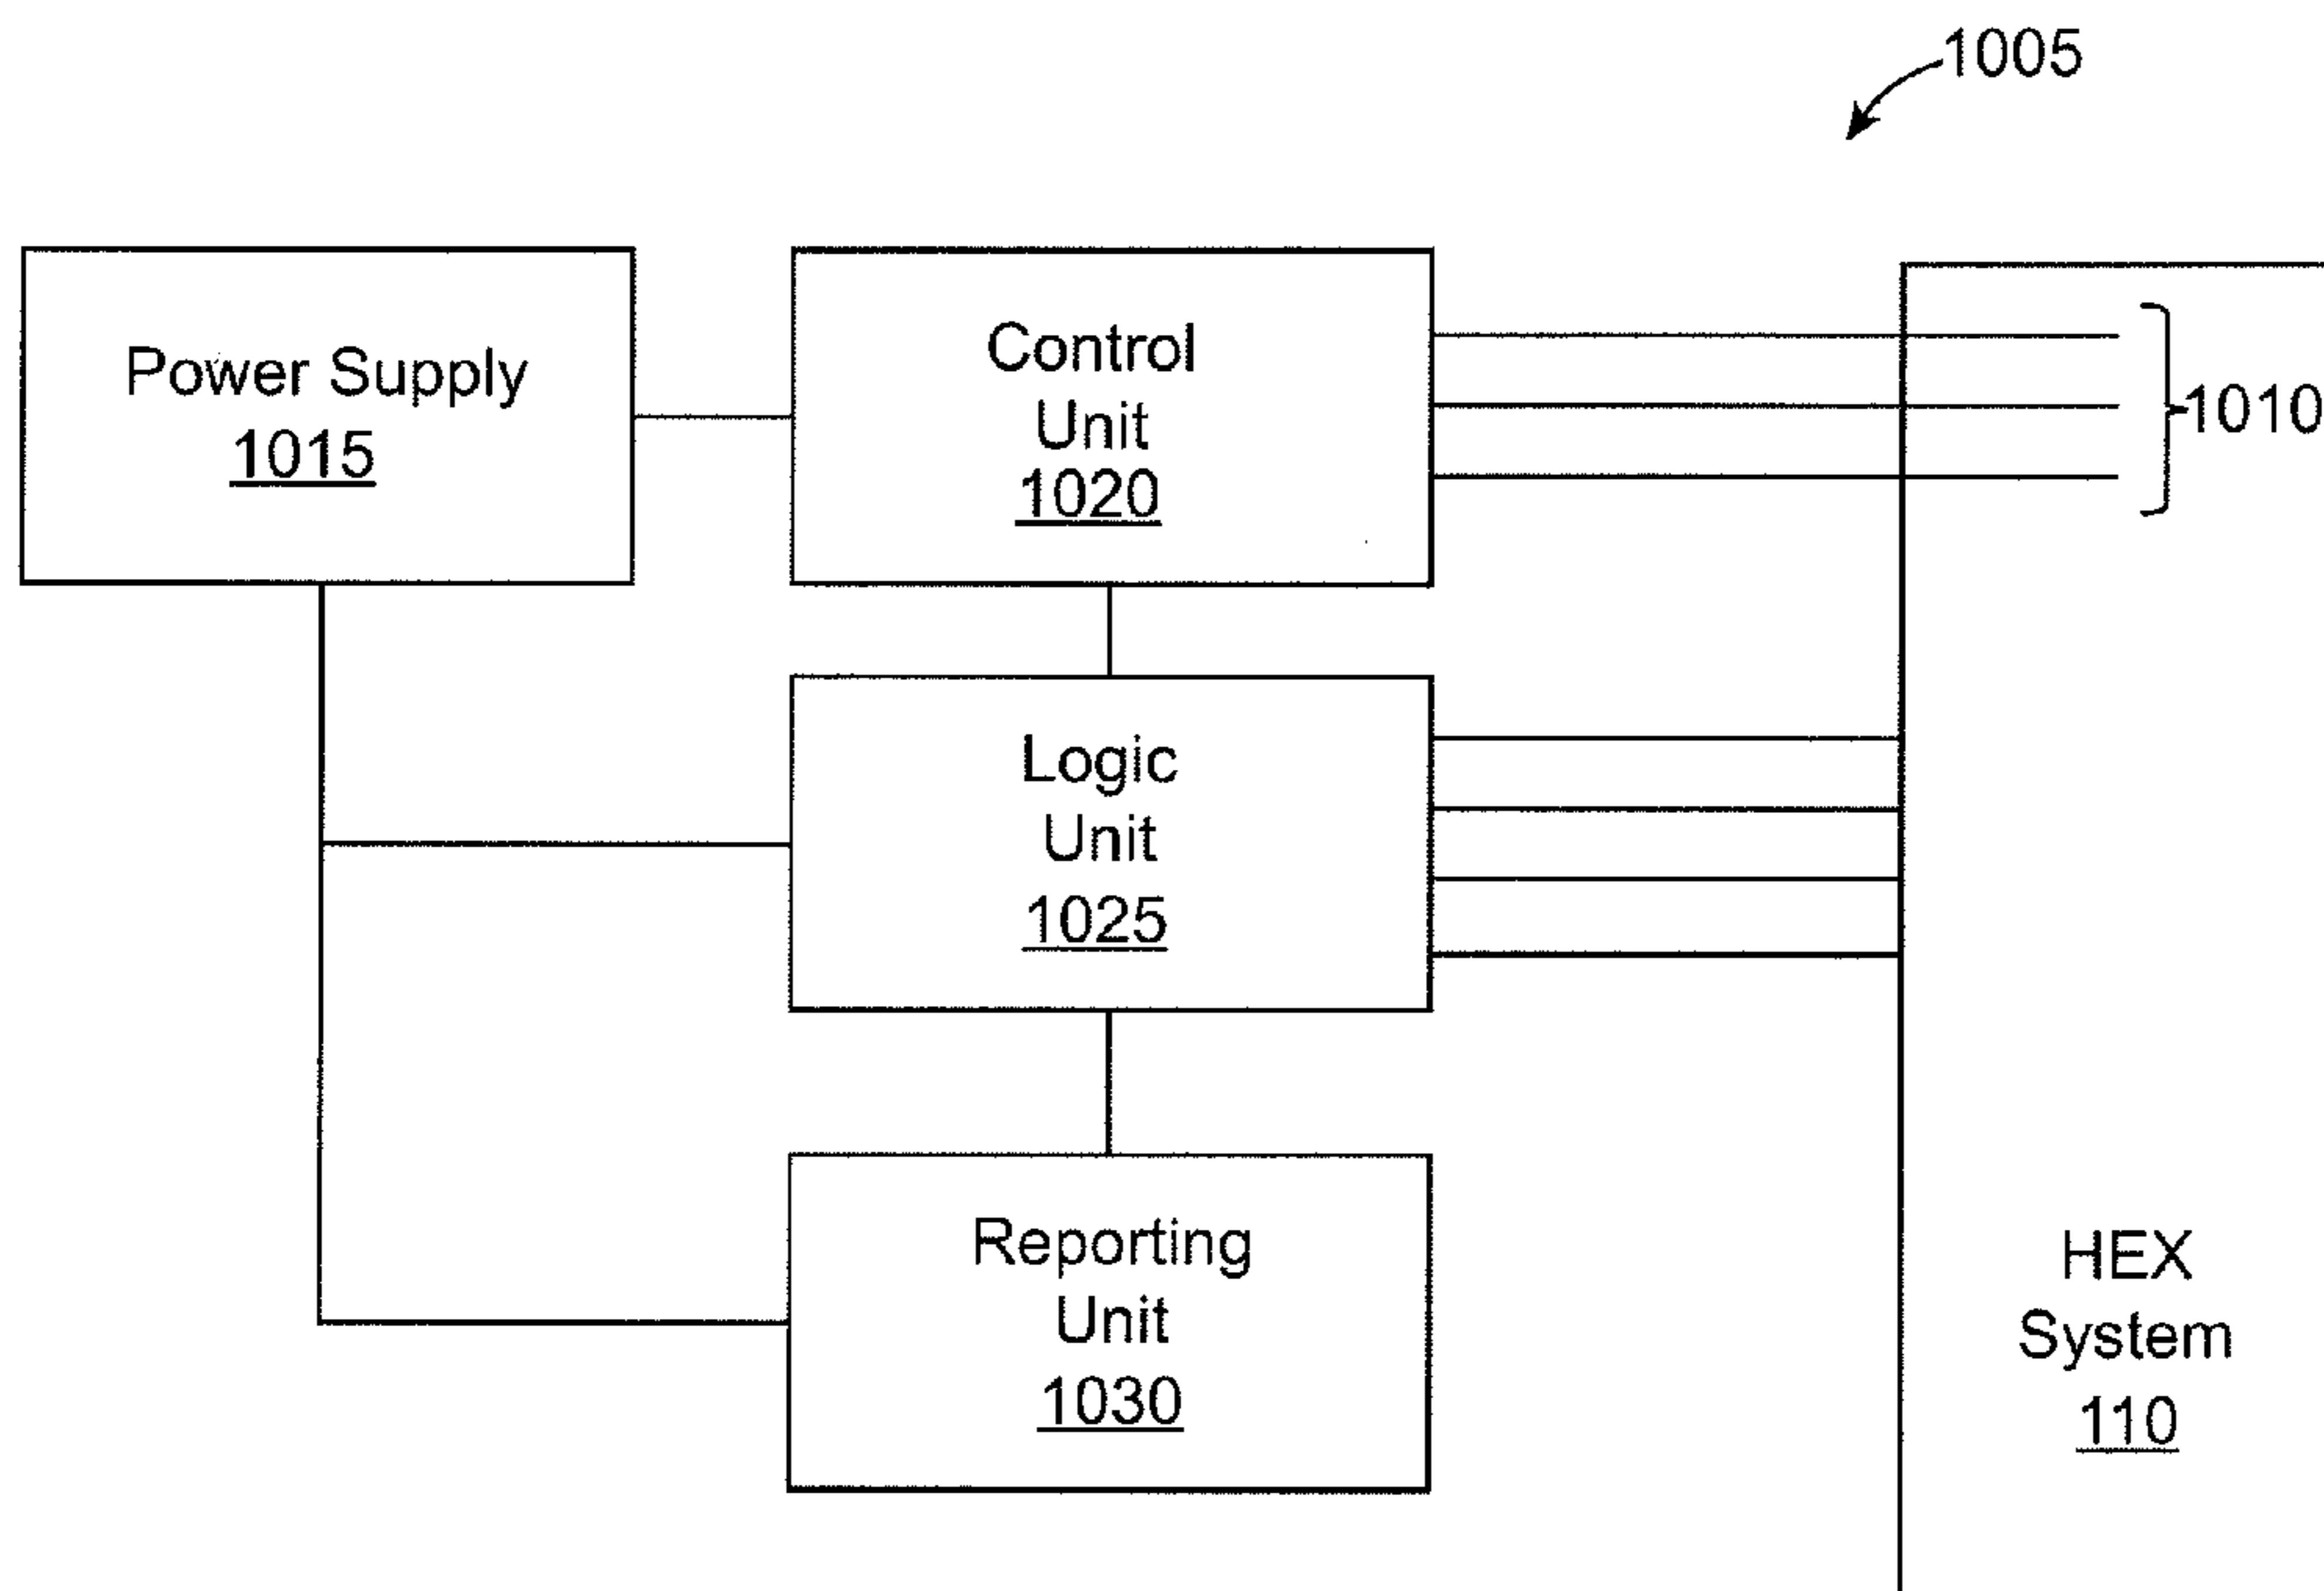 1005
Power Supply
1015
Control
Unit
1020
1010
Logic
Unit
1025
Reporting
Unit
1030
HEX
System
110